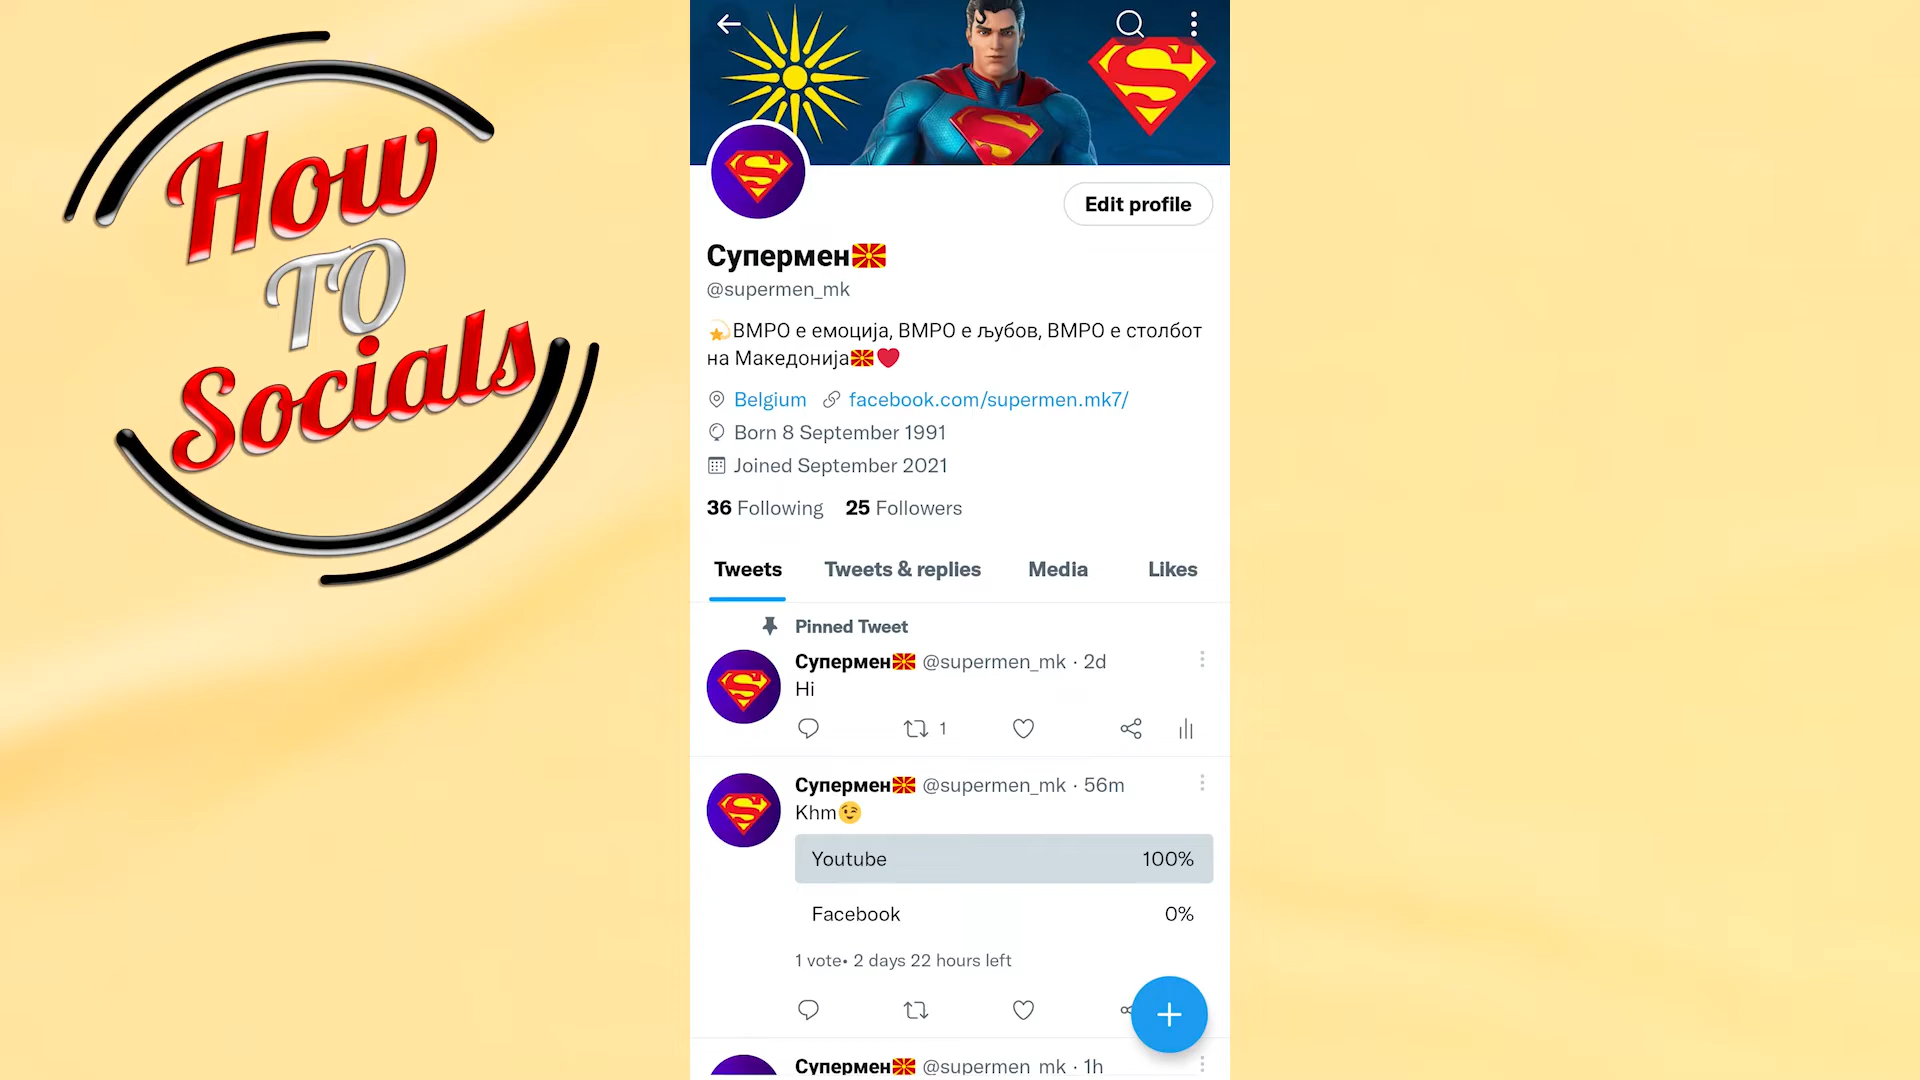 How
TO
Socials
Edit profile
Супермен🇲🇰
@supermen_mk
💫ВМРО е емоција, ВМРО е љубов, ВМРО е столбот
на Македонија🇲🇰❤️
Belgium facebook.com/supermen.mk7/
Born 8 September 1991
Joined September 2021
36 Following 25 Followers
Tweets Tweets & replies Media Likes
Pinned Tweet
Супермен🇲🇰 @supermen_mk · 2d
Hi
1
Супермен🇲🇰 @supermen_mk · 56m
Khm😉
Youtube 100%
Facebook 0%
1 vote• 2 days 22 hours left
Супермен🇲🇰 @supermen_mk · 1h